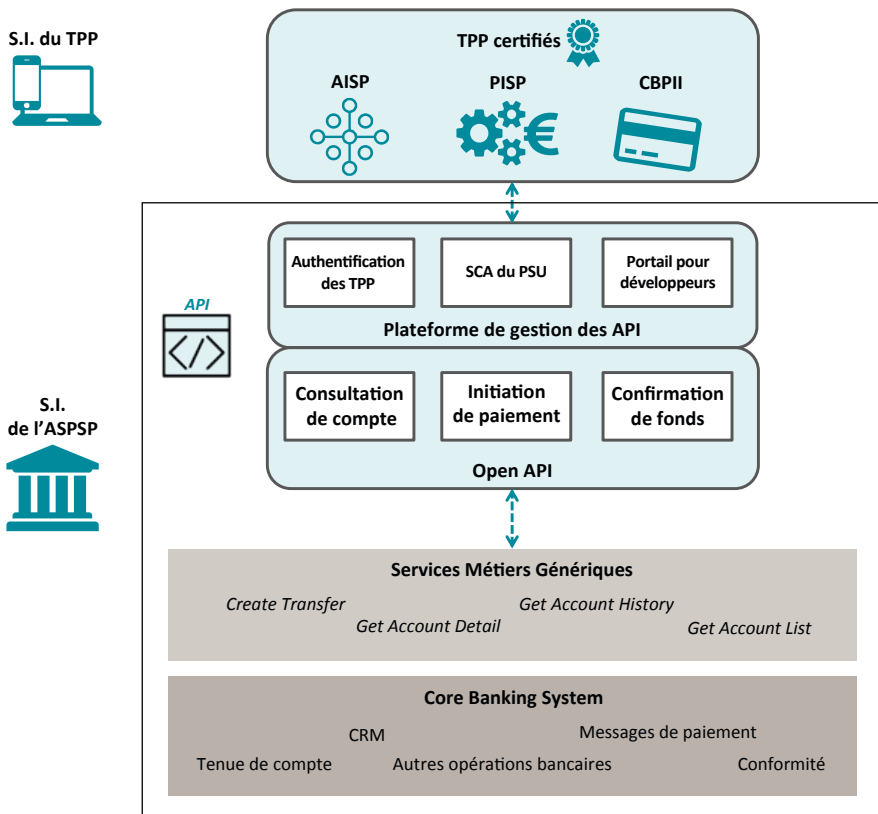 S.I. du TPP
TPP certifiés
AISP
PISP
CBPII
Authentification
des TPP
SCA du PSU
Portail pour
développeurs
API
</>
Plateforme de gestion des API
Consultation
de compte
Initiation
de paiement
Confirmation
de fonds
S.I.
de l'ASPSP
Open API
Services Métiers Génériques
Create Transfer
Get Account History
Get Account Detail
Get Account List
Core Banking System
CRM
Messages de paiement
Tenue de compte
Autres opérations bancaires
Conformité